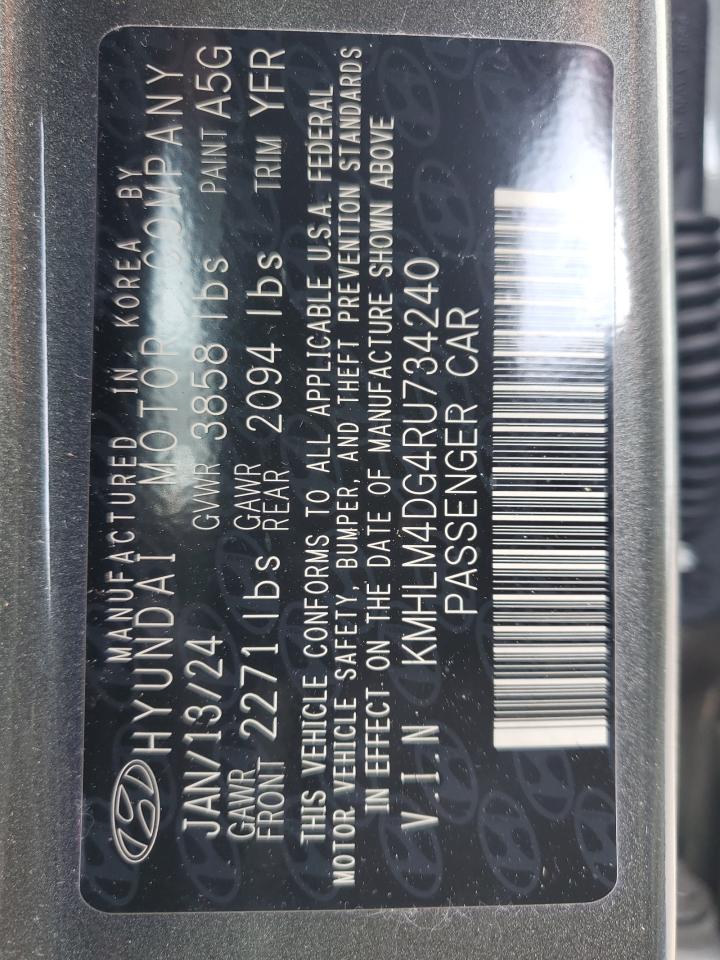 MANUFACTURED IN KOREA BY
HYUNDAI MOTOR COMPANY
JAN/13/24 GVWR 3858 lbs PAINT A5G
GAWR FRONT 2271 lbs GAWR REAR 2094 lbs TRIM YFR
THIS VEHICLE CONFORMS TO ALL APPLICABLE U.S.A. FEDERAL
MOTOR VEHICLE SAFETY, BUMPER, AND THEFT PREVENTION STANDARDS
IN EFFECT ON THE DATE OF MANUFACTURE SHOWN ABOVE
V.I.N KMHLM4DG4RU734240
PASSENGER CAR